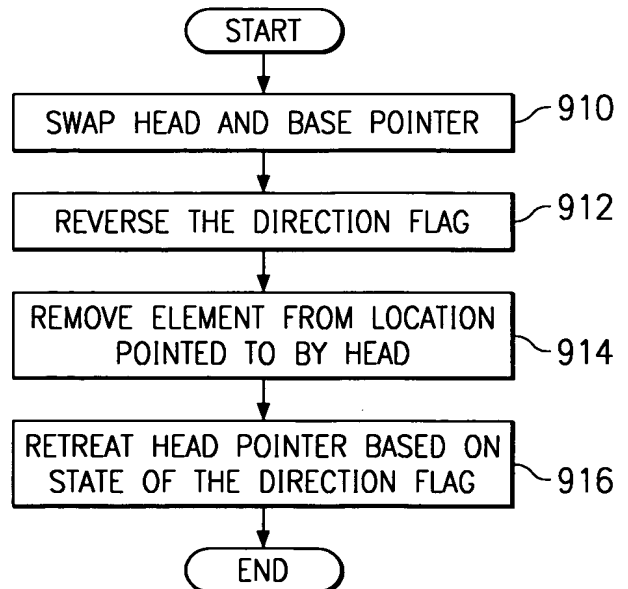 START
SWAP HEAD AND BASE POINTER
910
REVERSE THE DIRECTION FLAG
912
REMOVE ELEMENT FROM LOCATION
POINTED TO BY HEAD
914
RETREAT HEAD POINTER BASED ON
STATE OF THE DIRECTION FLAG
916
END